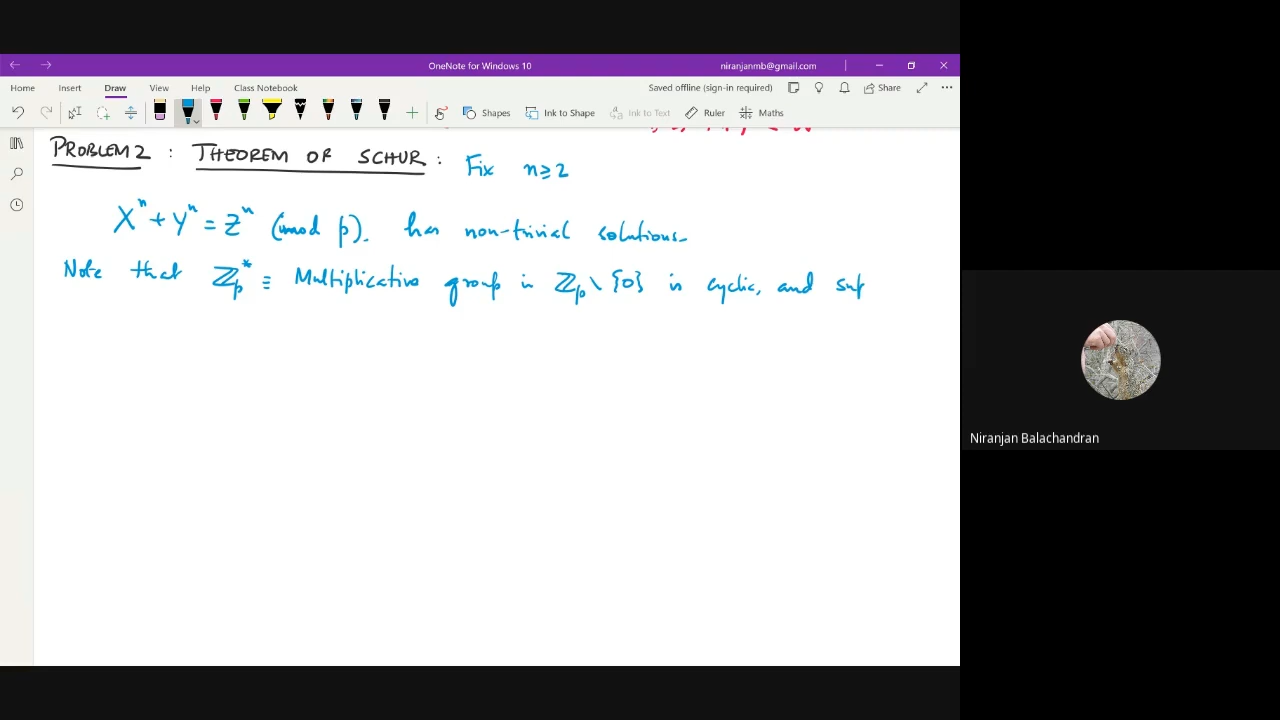 OneNote for Windows 10
niranjanmb@gmail.com
Home Insert Draw View Help Class Notebook
Saved offline (sign-in required)
Share
Shapes Ink to Shape Ink to Text Ruler Maths
PROBLEM 2 : THEOREM OF SCHUR : Fix n ≥ 2
X^n + Y^n = Z^n (mod p). has non-trivial solutions.
Note that ℤ_p^* ≡ Multiplicative group in ℤ_p \ {0} is cyclic, and sup
Niranjan Balachandran